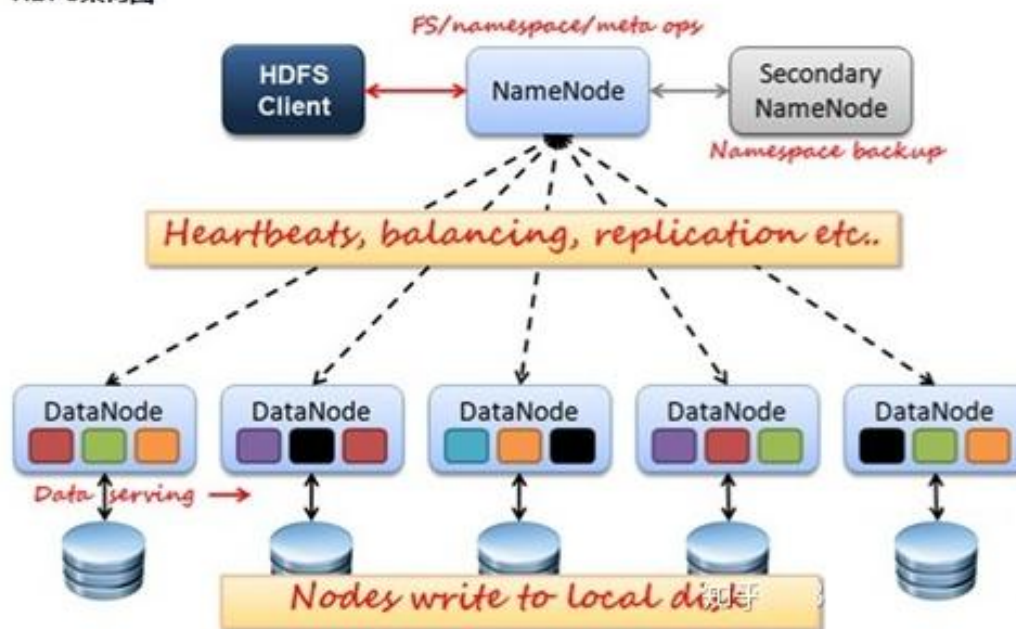 FS/namespace/meta ops
HDFS
Client
NameNode
Secondary
NameNode
Namespace backup
Heartbeats, balancing, replication etc..
DataNode
DataNode
DataNode
DataNode
DataNode
Data serving
Nodes write to local disk
知乎